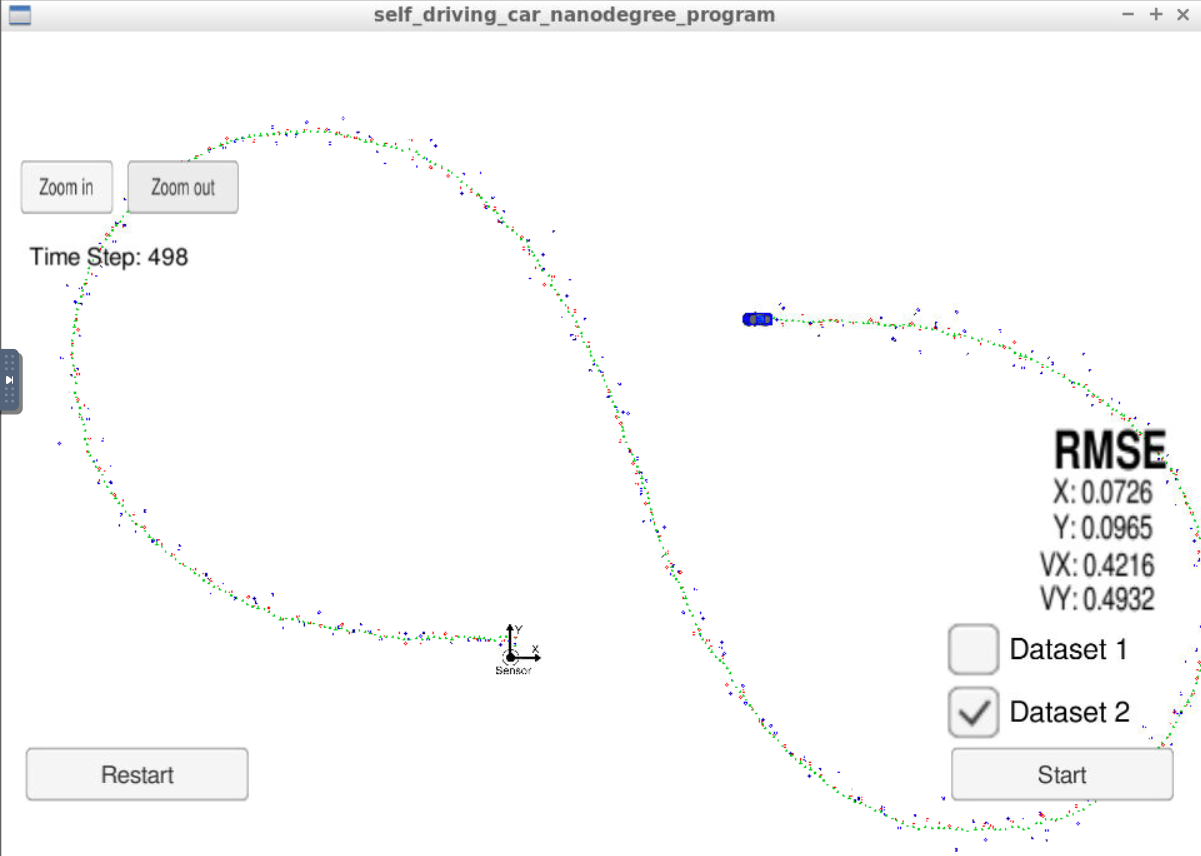 self_driving_car_nanodegree_program
Zoom in
Zoom out
Time Step: 498
RMSE
X: 0.0726
Y: 0.0965
VX: 0.4216
VY: 0.4932
Y
X
Sensor
Dataset 1
Dataset 2
Restart
Start